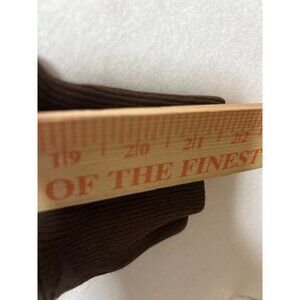 19 20 21 22
OF THE FINEST